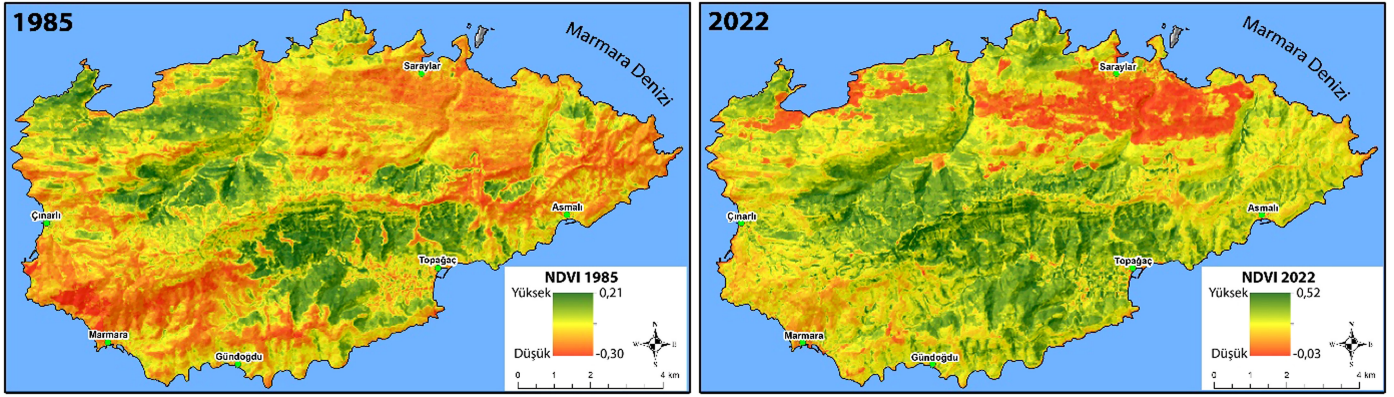 1985
Marmara Denizi
Saraylar
Çınarlı
Asmalı
Topağaç
Marmara
Gündoğdu
NDVI 1985
Yüksek 0,21
Düşük -0,30
N
W B
S
0 1 2 4 km
2022
Marmara Denizi
Saraylar
Çınarlı
Asmalı
Topağaç
Marmara
Gündoğdu
NDVI 2022
Yüksek 0,52
Düşük -0,03
N
W B
S
0 1 2 4 km